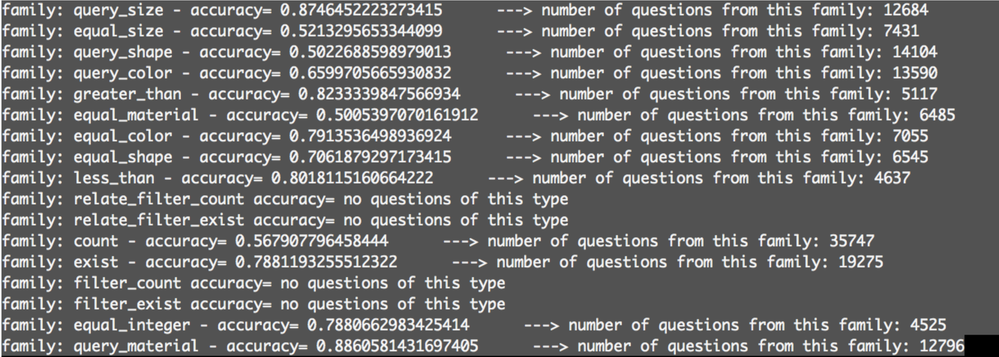 family: query_size - accuracy= 0.8746452223273415 ---> number of questions from this family: 12684
family: equal_size - accuracy= 0.5213295653344099 ---> number of questions from this family: 7431
family: query_shape - accuracy= 0.5022688598979013 ---> number of questions from this family: 14104
family: query_color - accuracy= 0.6599705665930832 ---> number of questions from this family: 13590
family: greater_than - accuracy= 0.8233339847566934 ---> number of questions from this family: 5117
family: equal_material - accuracy= 0.5005397070161912 ---> number of questions from this family: 6485
family: equal_color - accuracy= 0.7913536498936924 ---> number of questions from this family: 7055
family: equal_shape - accuracy= 0.7061879297173415 ---> number of questions from this family: 6545
family: less_than - accuracy= 0.8018115160664222 ---> number of questions from this family: 4637
family: relate_filter_count accuracy= no questions of this type
family: relate_filter_exist accuracy= no questions of this type
family: count - accuracy= 0.567907796458444 ---> number of questions from this family: 35747
family: exist - accuracy= 0.7881193255512322 ---> number of questions from this family: 19275
family: filter_count accuracy= no questions of this type
family: filter_exist accuracy= no questions of this type
family: equal_integer - accuracy= 0.7880662983425414 ---> number of questions from this family: 4525
family: query_material - accuracy= 0.8860581431697405 ---> number of questions from this family: 12796